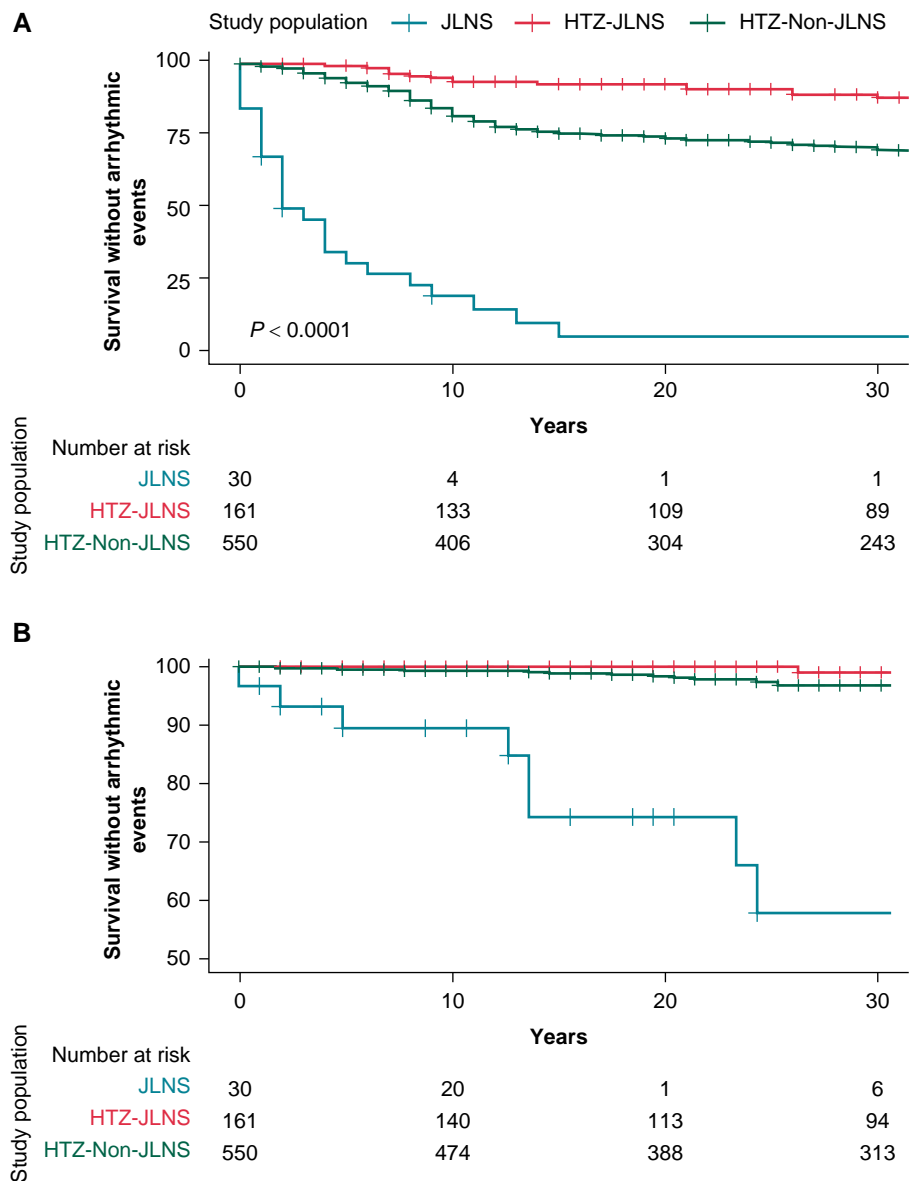 A
Study population JLNS HTZ-JLNS HTZ-Non-JLNS
100
75
50
25
0
Survival without arrhythmic
events
P < 0.0001
0 10 20 30
Years
Study population
Number at risk
JLNS 30 4 1 1
HTZ-JLNS 161 133 109 89
HTZ-Non-JLNS 550 406 304 243
B
100
90
80
70
60
50
Survival without arrhythmic
events
0 10 20 30
Years
Study population
Number at risk
JLNS 30 20 1 6
HTZ-JLNS 161 140 113 94
HTZ-Non-JLNS 550 474 388 313